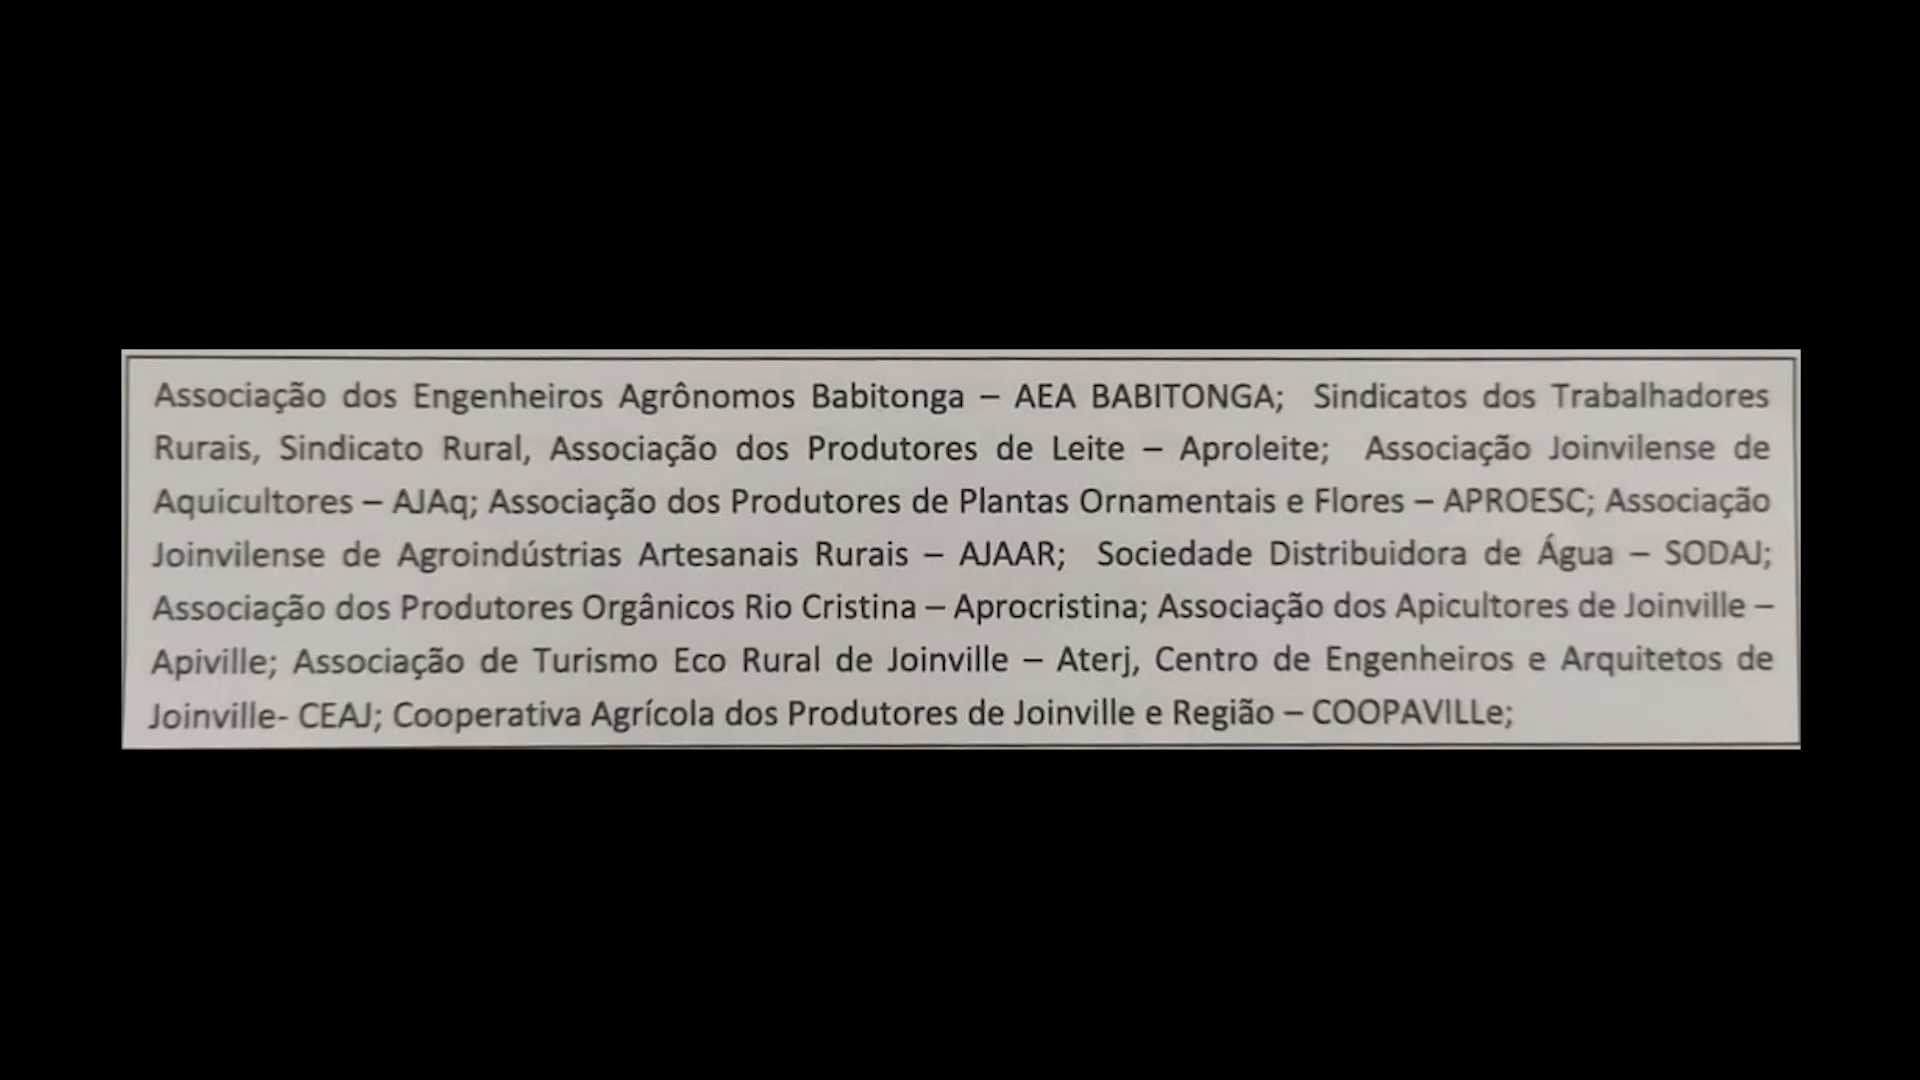 Associação dos Engenheiros Agrônomos Babitonga – AEA BABITONGA; Sindicatos dos Trabalhadores
Rurais, Sindicato Rural, Associação dos Produtores de Leite – Aproleite; Associação Joinvilense de
Aquicultores – AJAq; Associação dos Produtores de Plantas Ornamentais e Flores – APROESC; Associação
Joinvilense de Agroindústrias Artesanais Rurais – AJAAR; Sociedade Distribuidora de Água – SODAJ;
Associação dos Produtores Orgânicos Rio Cristina – Aprocristina; Associação dos Apicultores de Joinville –
Apiville; Associação de Turismo Eco Rural de Joinville – Aterj, Centro de Engenheiros e Arquitetos de
Joinville- CEAJ; Cooperativa Agrícola dos Produtores de Joinville e Região – COOPAVILLe;